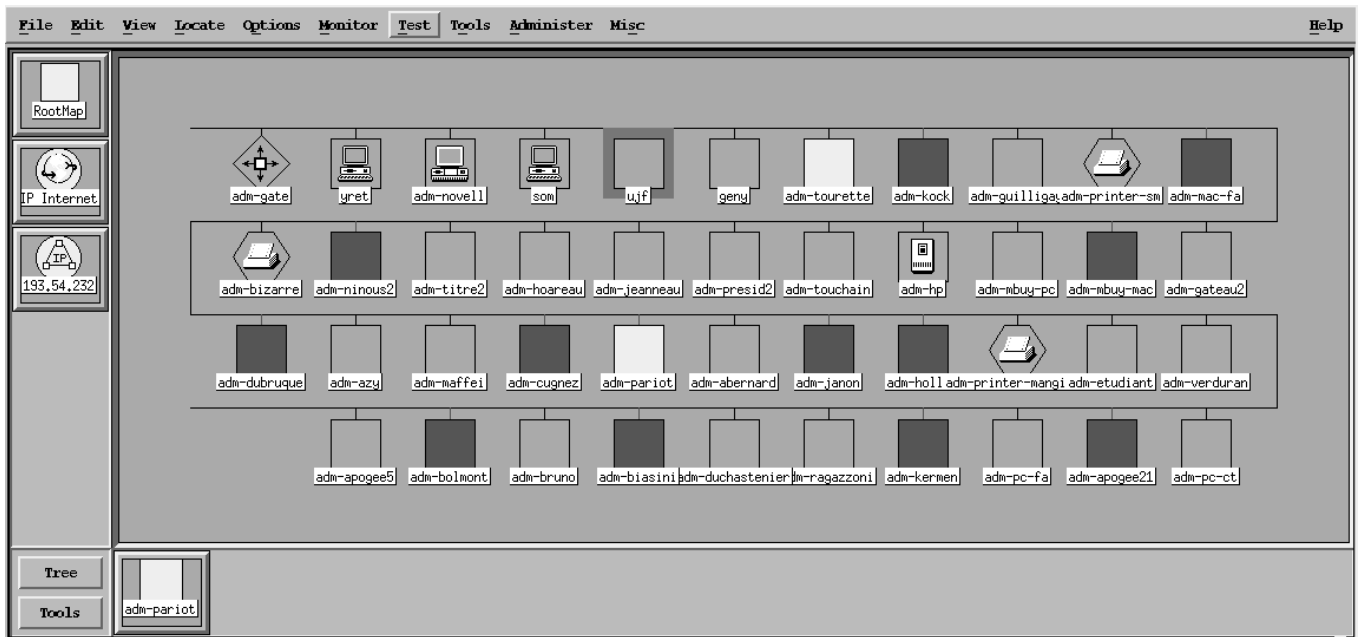 File Edit View Locate Options Monitor Test Tools Administer Misc Help
RootMap
IP Internet
IP
193.54.232
adm-gate yret adm-novell som ujf geny adm-tourette adm-kock adm-guilligay adm-printer-sm adm-mac-fa
adm-bizarre adm-ninous2 adm-titre2 adm-hoareau adm-jeanneau adm-presid2 adm-touchain adm-hp adm-mbuy-pc adm-mbuy-mac adm-gateau2
adm-dubruque adm-azy adm-maffei adm-cugnez adm-pariot adm-abernard adm-janon adm-holl adm-printer-mangi adm-etudiant adm-verduran
adm-apogee5 adm-bolmont adm-bruno adm-biasini adm-duchastenier dm-ragazzoni adm-kermen adm-pc-fa adm-apogee21 adm-pc-ct
Tree
Tools
adm-pariot